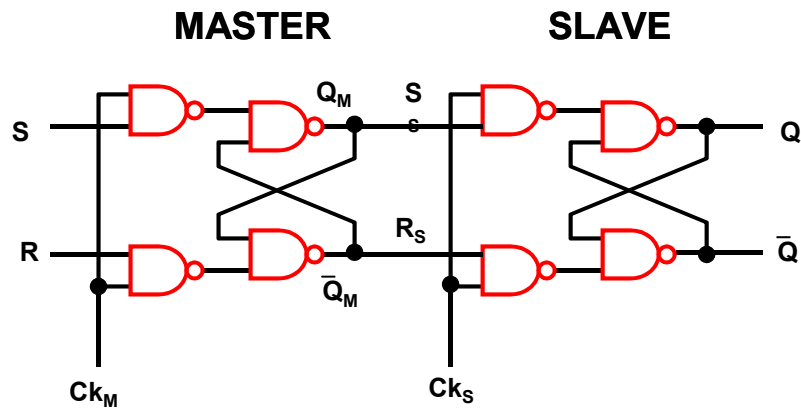 MASTER
SLAVE
Q_M
S
S
S
Q
R
R_S
Q̅_M
Q̅
Ck_M
Ck_S